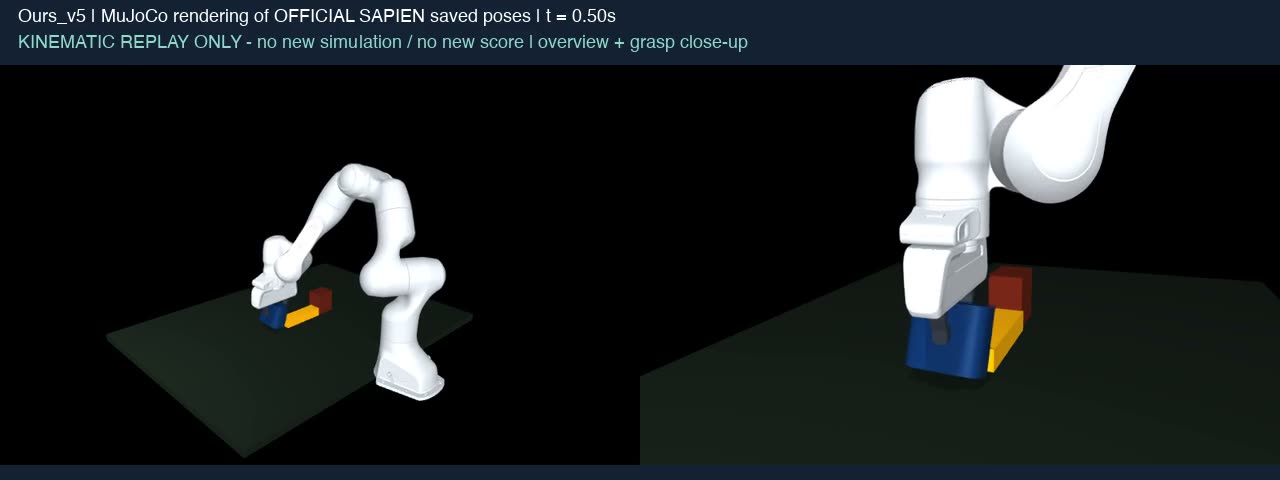 Ours_v5 | MuJoCo rendering of OFFICIAL SAPIEN saved poses | t = 0.50s
KINEMATIC REPLAY ONLY - no new simulation / no new score | overview + grasp close-up